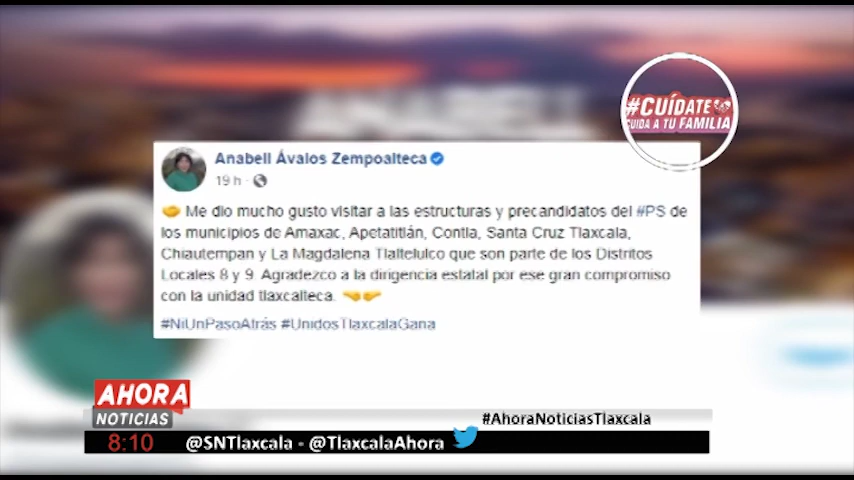 ANABELL
#CUÍDATE
CUIDA A TU FAMILIA
Anabell Ávalos Zempoalteca
19 h ·
🤝 Me dio mucho gusto visitar a las estructuras y precandidatos del #PS de
los municipios de Amaxac, Apetatitlán, Contla, Santa Cruz Tlaxcala,
Chiautempan y La Magdalena Tlaltelulco que son parte de los Distritos
Locales 8 y 9. Agradezco a la dirigencia estatal por ese gran compromiso
con la unidad tlaxcalteca. 🤜🤛
#NiUnPasoAtrás #UnidosTlaxcalaGana
AHORA
NOTICIAS
#AhoraNoticiasTlaxcala
8:10
@SNTlaxcala - @TlaxcalaAhora